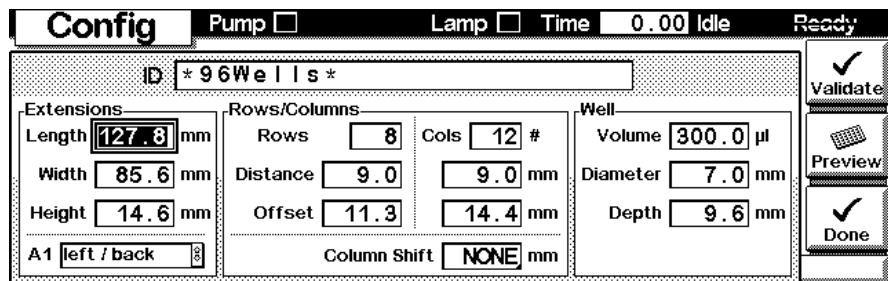 Config Pump Lamp Time 0.00 Idle Ready
ID *96Wells*
Validate
Extensions Rows/Columns Well
Length 127.8 mm Rows 8 Cols 12 # Volume 300.0 µl
Preview
Width 85.6 mm Distance 9.0 9.0 mm Diameter 7.0 mm
Height 14.6 mm Offset 11.3 14.4 mm Depth 9.6 mm
Done
A1 left / back Column Shift NONE mm